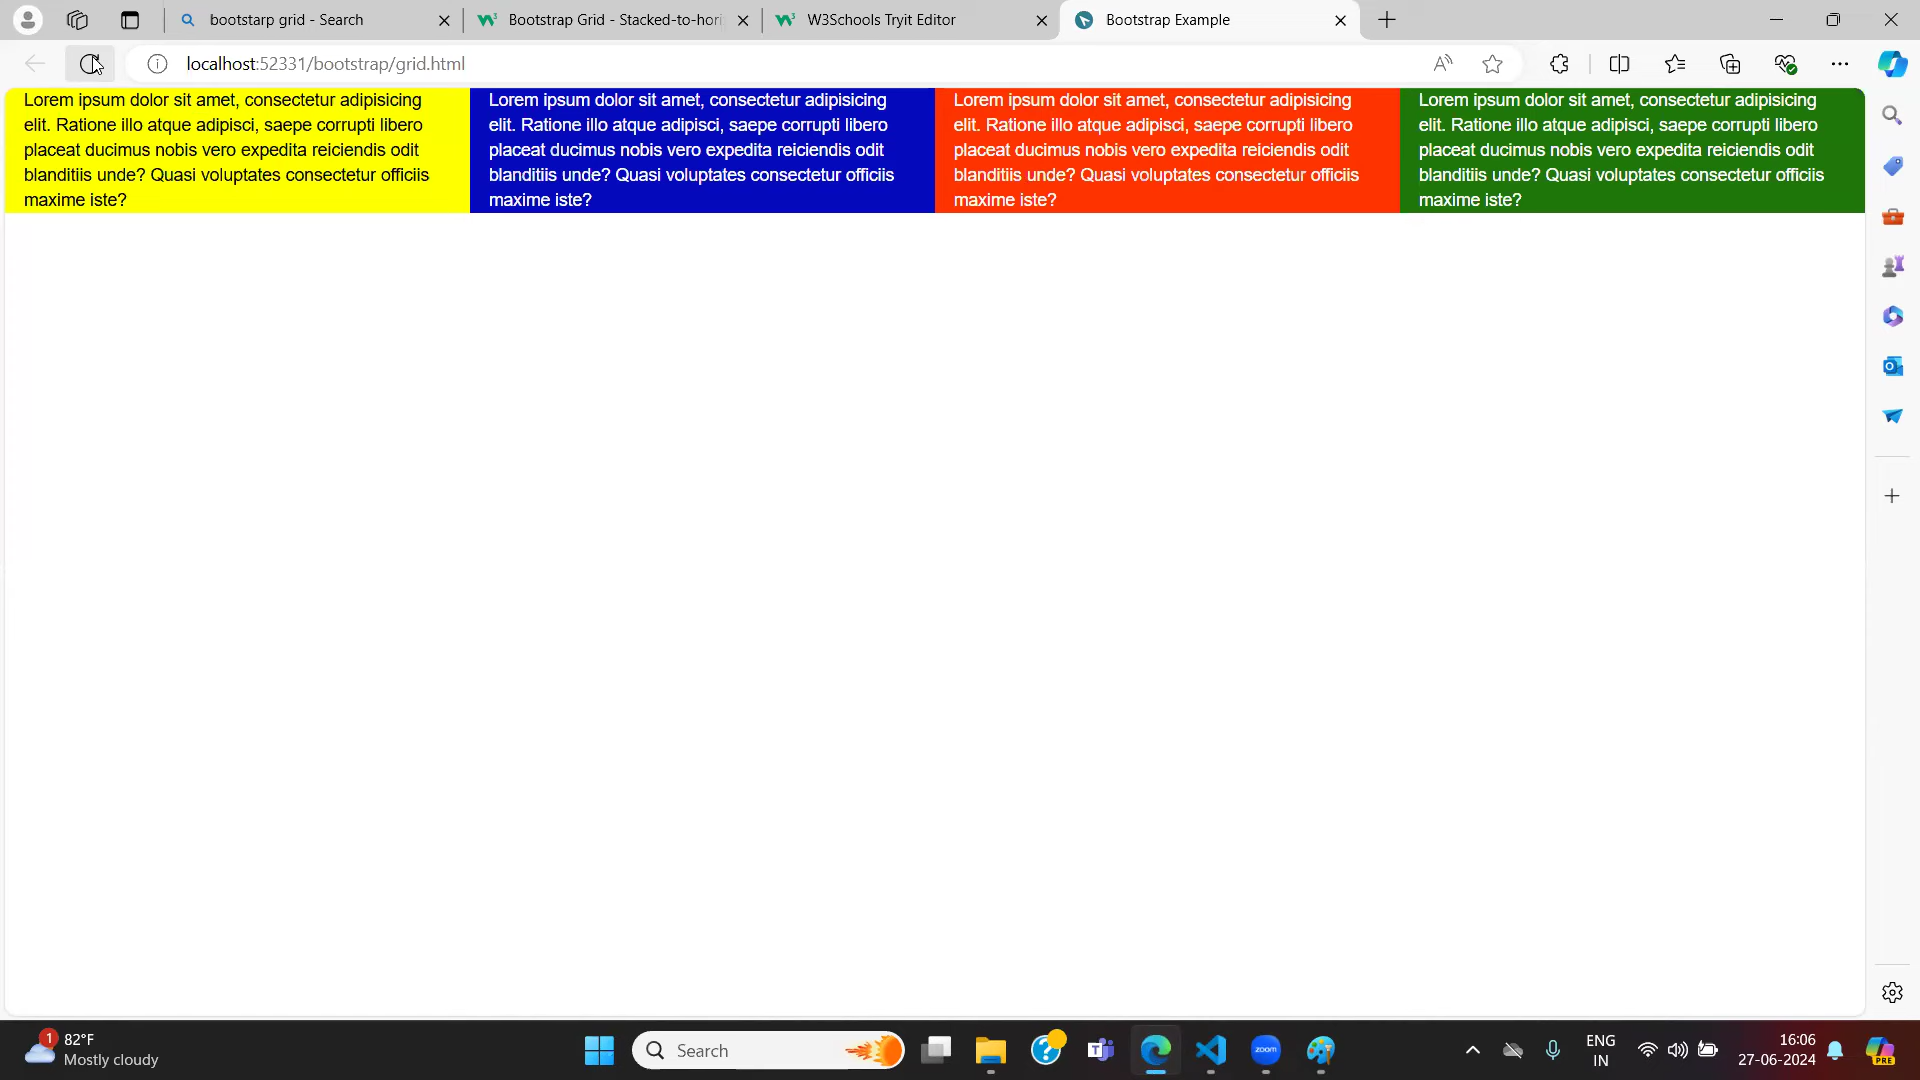 bootstarp grid - Search
Bootstrap Grid - Stacked-to-hori
W3Schools Tryit Editor
Bootstrap Example
localhost:52331/bootstrap/grid.html
Lorem ipsum dolor sit amet, consectetur adipisicing
elit. Ratione illo atque adipisci, saepe corrupti libero
placeat ducimus nobis vero expedita reiciendis odit
blanditiis unde? Quasi voluptates consectetur officiis
maxime iste?
Lorem ipsum dolor sit amet, consectetur adipisicing
elit. Ratione illo atque adipisci, saepe corrupti libero
placeat ducimus nobis vero expedita reiciendis odit
blanditiis unde? Quasi voluptates consectetur officiis
maxime iste?
Lorem ipsum dolor sit amet, consectetur adipisicing
elit. Ratione illo atque adipisci, saepe corrupti libero
placeat ducimus nobis vero expedita reiciendis odit
blanditiis unde? Quasi voluptates consectetur officiis
maxime iste?
Lorem ipsum dolor sit amet, consectetur adipisicing
elit. Ratione illo atque adipisci, saepe corrupti libero
placeat ducimus nobis vero expedita reiciendis odit
blanditiis unde? Quasi voluptates consectetur officiis
maxime iste?
1
82°F
Mostly cloudy
Search
zoom
ENG
IN
16:06
27-06-2024
PRE